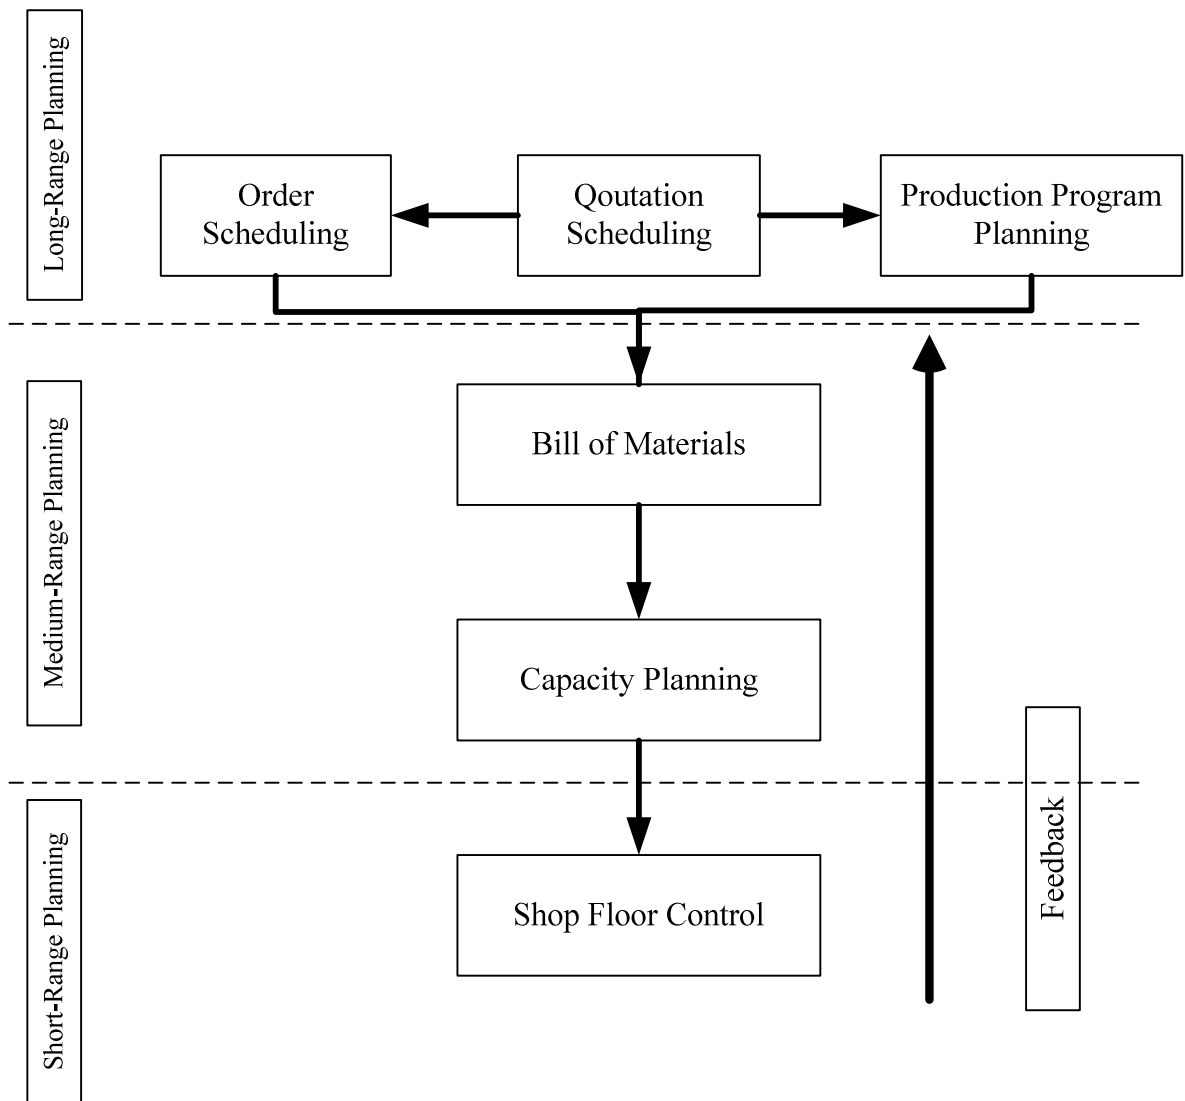 Long-Range Planning
Order
Scheduling
Qoutation
Scheduling
Production Program
Planning
Medium-Range Planning
Bill of Materials
Capacity Planning
Short-Range Planning
Shop Floor Control
Feedback